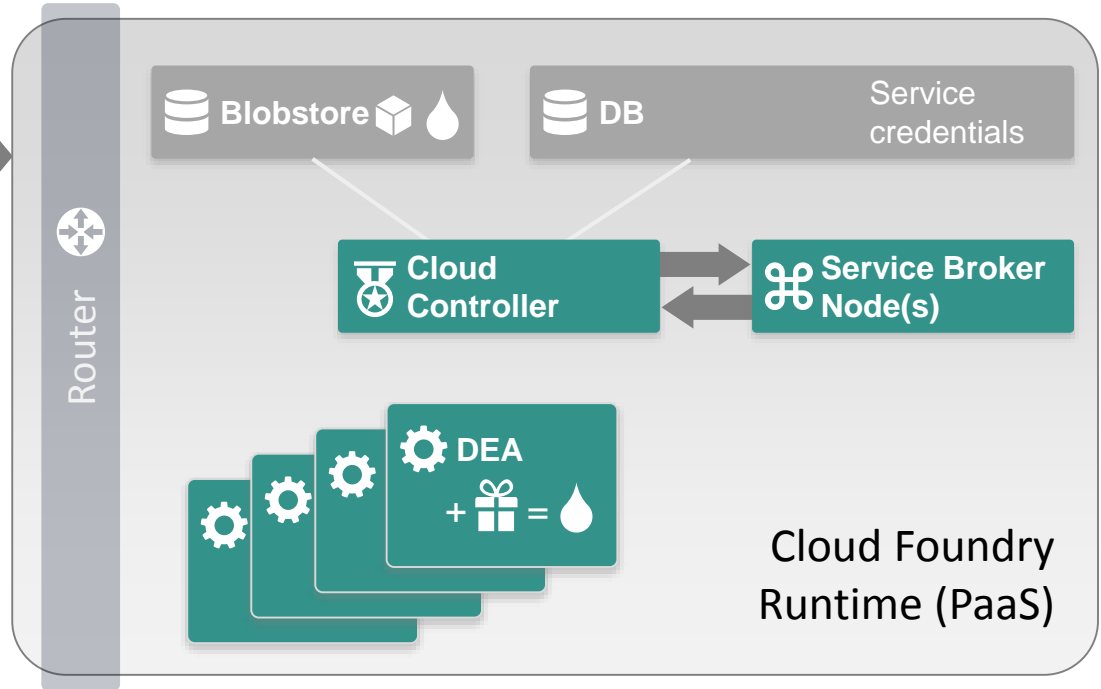 Router
Blobstore
DB
Service
credentials
Cloud
Controller
Service Broker
Node(s)
DEA
+ =
Cloud Foundry
Runtime (PaaS)